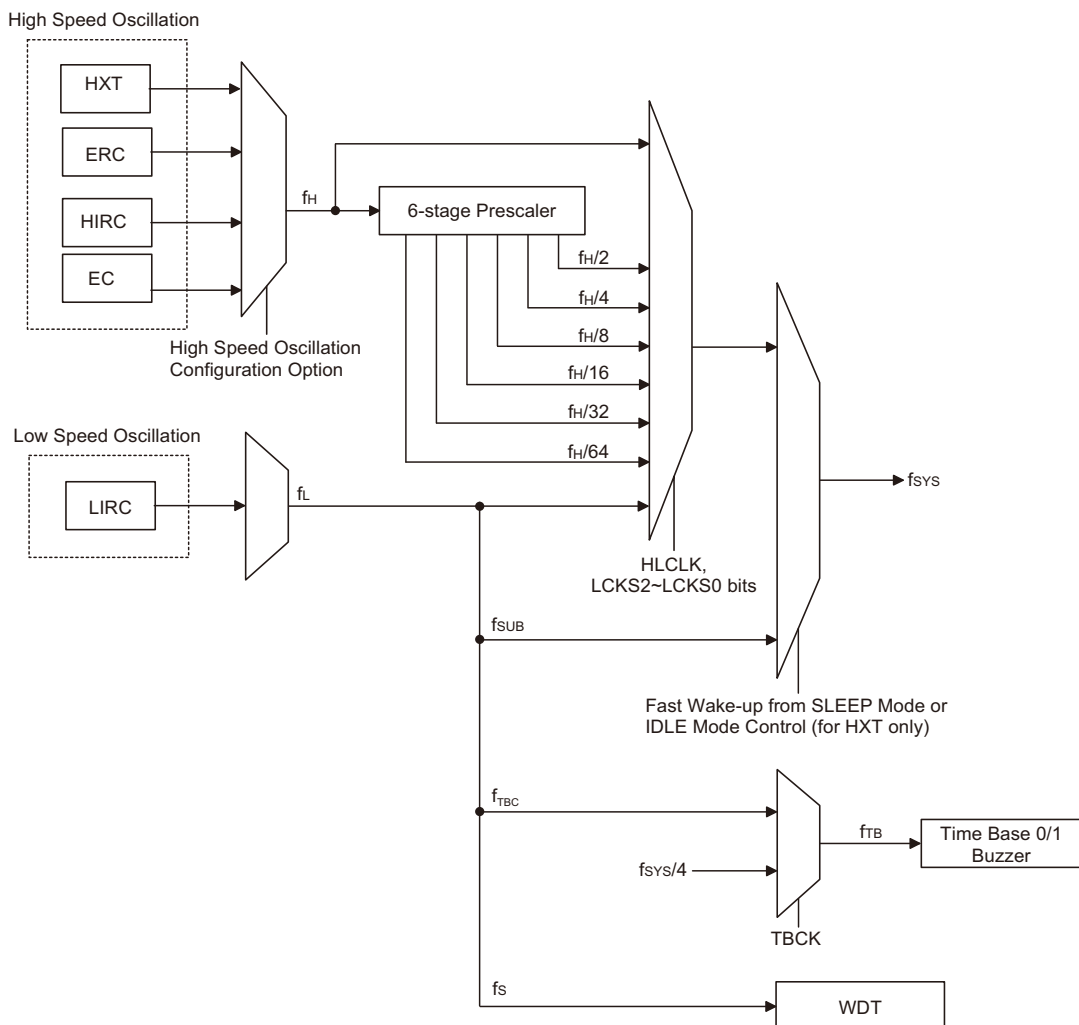 High Speed Oscillation
HXT
ERC
HIRC
EC
fH
6-stage Prescaler
fH/2
fH/4
fH/8
fH/16
fH/32
fH/64
High Speed Oscillation
Configuration Option
Low Speed Oscillation
LIRC
fL
HLCLK,
LCKS2~LCKS0 bits
fSYS
fSUB
Fast Wake-up from SLEEP Mode or
IDLE Mode Control (for HXT only)
fTBC
fSYS/4
fTB
Time Base 0/1
Buzzer
TBCK
fS
WDT